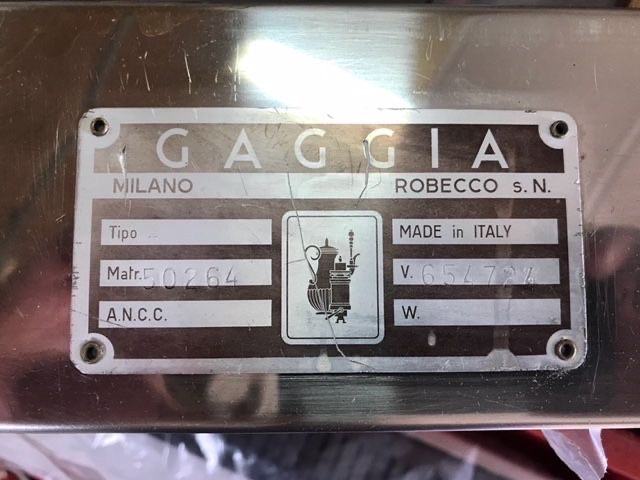 GAGGIA
MILANO ROBECCO S. N.
Tipo
MADE in ITALY
Matr. 50264
V.
A.N.C.C.
W.